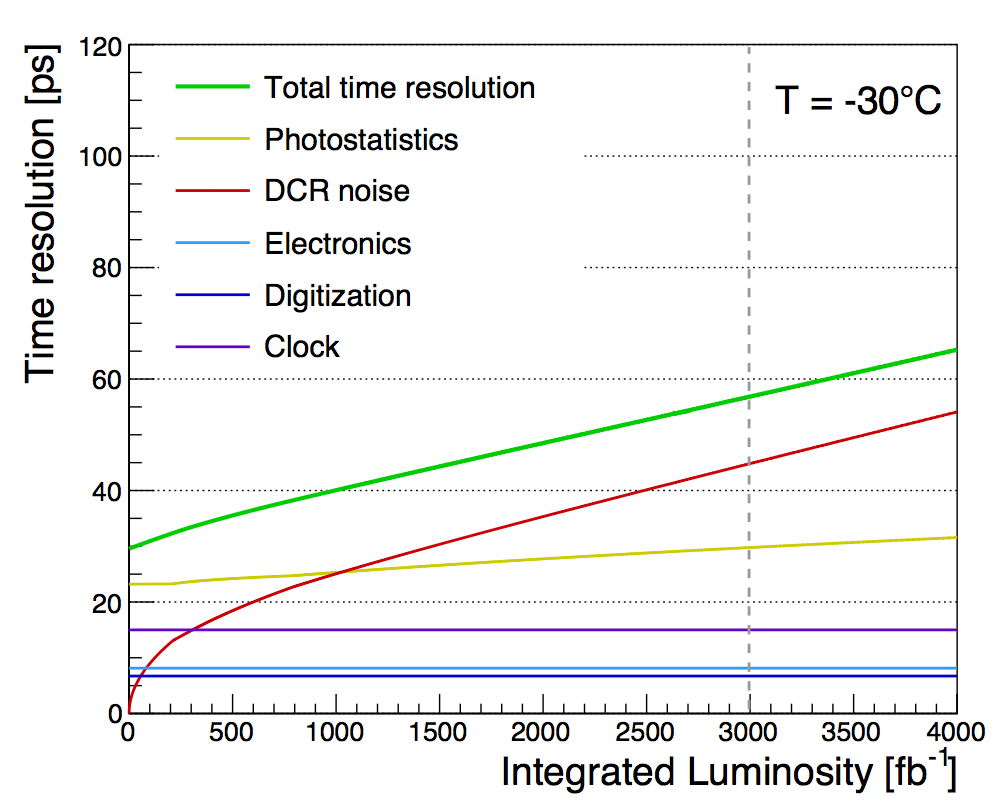 Time resolution [ps]
120
100
80
60
40
20
0
Total time resolution
Photostatistics
DCR noise
Electronics
Digitization
Clock
T = -30°C
0 500 1000 1500 2000 2500 3000 3500 4000
Integrated Luminosity [fb⁻¹]